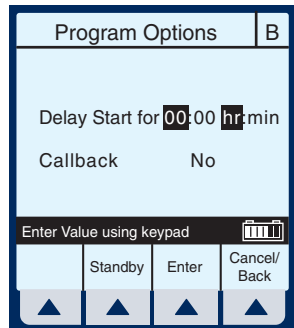 Program Options B
Delay Start for 00:00 hr:min
Callback No
Enter Value using keypad
Standby Enter Cancel/
Back